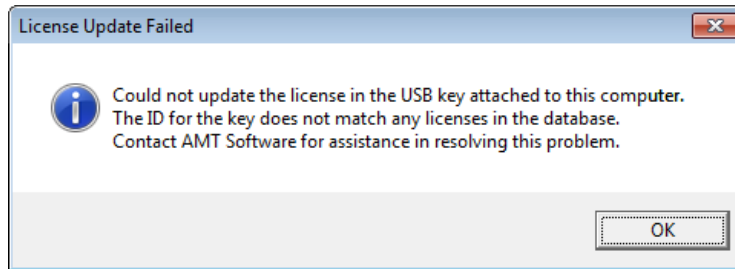 License Update Failed
Could not update the license in the USB key attached to this computer.
The ID for the key does not match any licenses in the database.
Contact AMT Software for assistance in resolving this problem.
OK